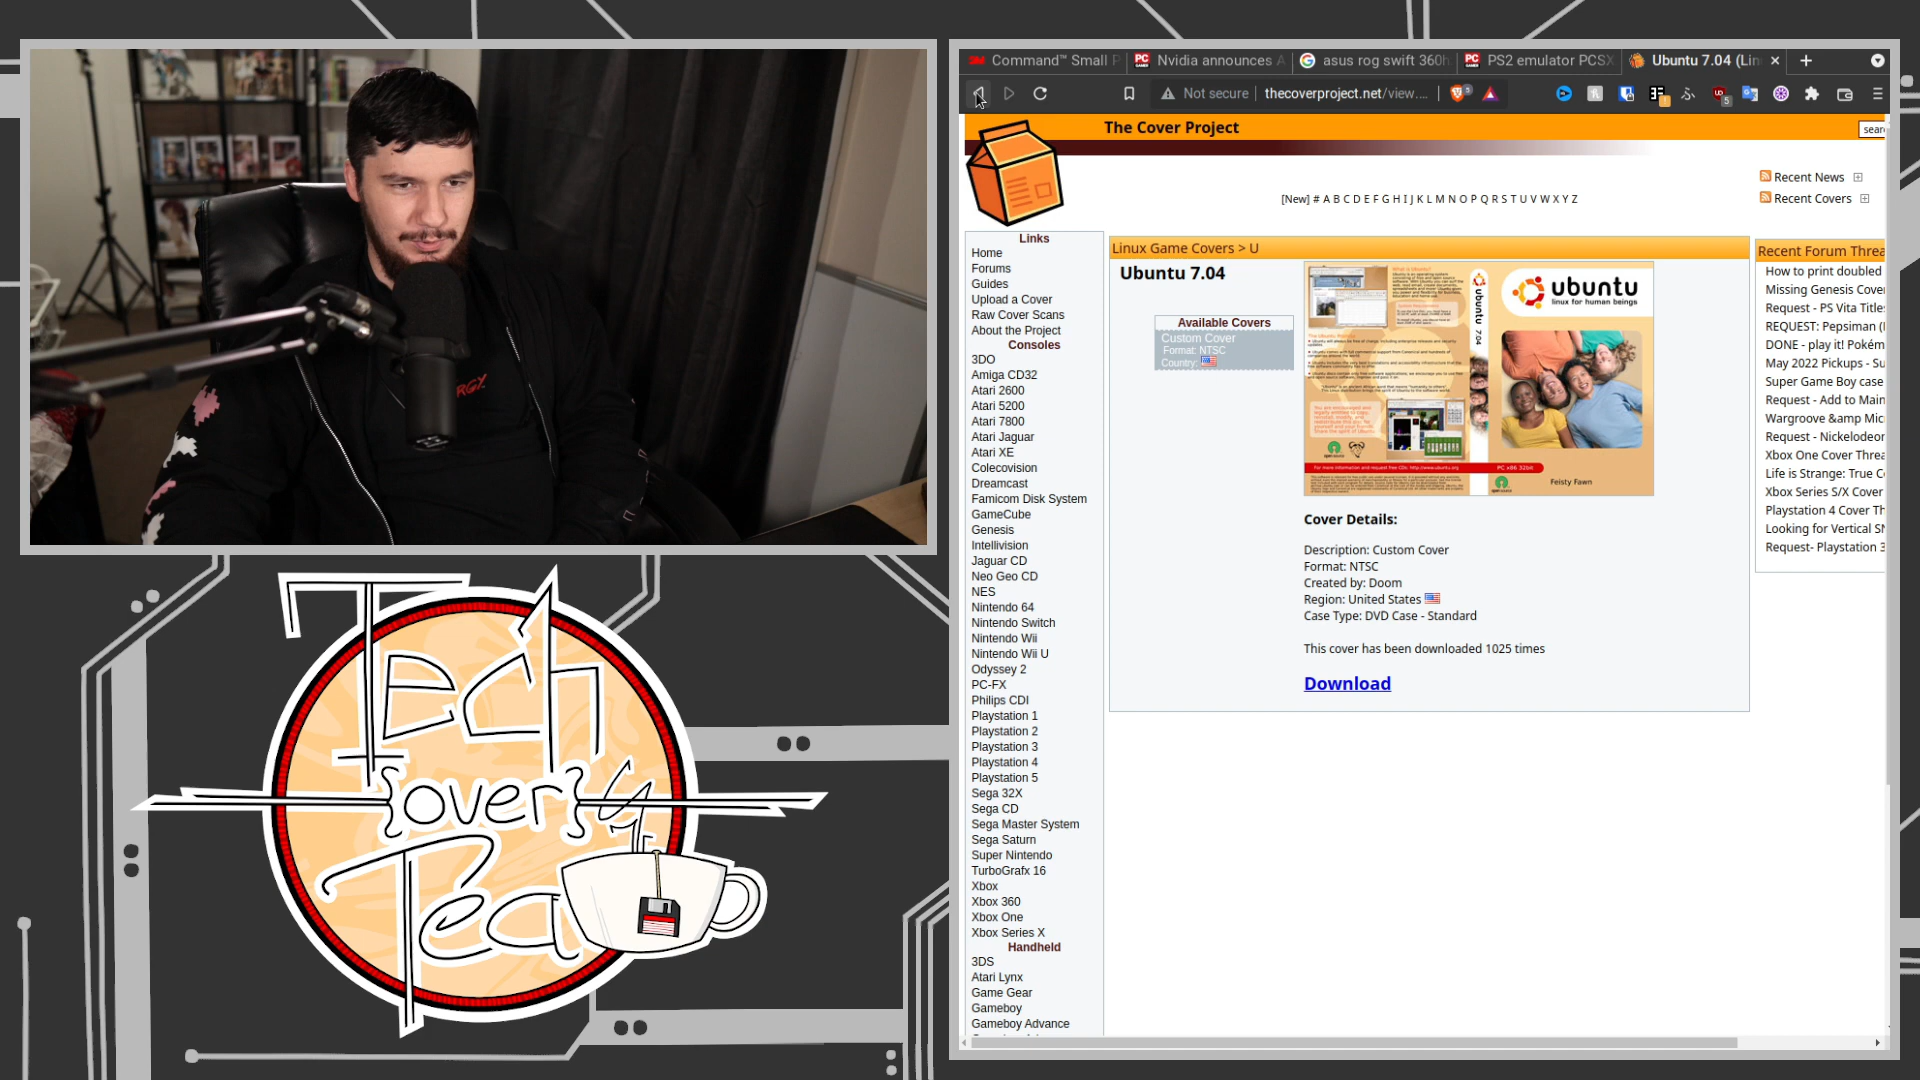 Command™ Small P
Nvidia announces A
asus rog swift 360h
PS2 emulator PCSX
Ubuntu 7.04 (Lin
Not secure
thecoverproject.net/view....
The Cover Project
sear
[New] # A B C D E F G H I J K L M N O P Q R S T U V W X Y Z
Recent News
Recent Covers
Links
Home
Forums
Guides
Upload a Cover
Raw Cover Scans
About the Project
Consoles
3DO
Amiga CD32
Atari 2600
Atari 5200
Atari 7800
Atari Jaguar
Atari XE
Colecovision
Dreamcast
Famicom Disk System
GameCube
Genesis
Intellivision
Jaguar CD
Neo Geo CD
NES
Nintendo 64
Nintendo Switch
Nintendo Wii
Nintendo Wii U
Odyssey 2
PC-FX
Philips CDI
Playstation 1
Playstation 2
Playstation 3
Playstation 4
Playstation 5
Sega 32X
Sega CD
Sega Master System
Sega Saturn
Super Nintendo
TurboGrafx 16
Xbox
Xbox 360
Xbox One
Xbox Series X
Handheld
3DS
Atari Lynx
Game Gear
Gameboy
Gameboy Advance
Linux Game Covers > U
Ubuntu 7.04
Available Covers
Custom Cover
Format: NTSC
Country:
ubuntu
linux for human beings
ubuntu 7.04
PC x86 32bit
Feisty Fawn
Cover Details:
Description: Custom Cover
Format: NTSC
Created by: Doom
Region: United States
Case Type: DVD Case - Standard
This cover has been downloaded 1025 times
Download
Recent Forum Threa
How to print doubled
Missing Genesis Cove
Request - PS Vita Title
REQUEST: Pepsiman (
DONE - play it! Pokém
May 2022 Pickups - Su
Super Game Boy case
Request - Add to Main
Wargroove &amp Mic
Request - Nickelodeon
Xbox One Cover Threa
Life is Strange: True C
Xbox Series S/X Cover
Playstation 4 Cover Th
Looking for Vertical SN
Request- Playstation 3
Tech
{over}
Tea